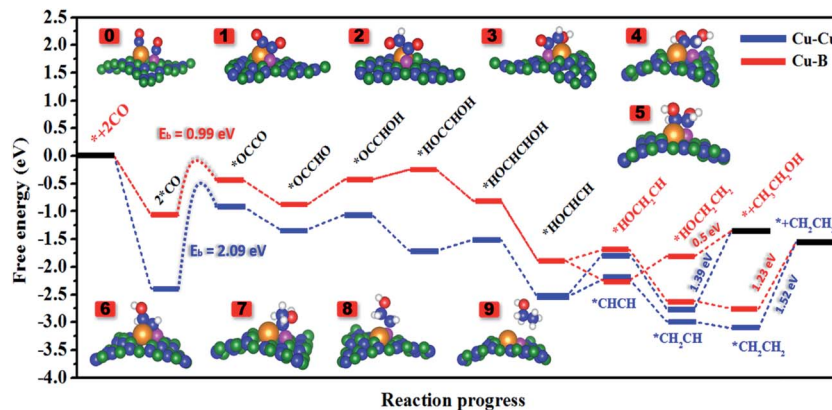 Free energy (eV)
2.5
2.0
1.5
1.0
0.5
0.0
-0.5
-1.0
-1.5
-2.0
-2.5
-3.0
-3.5
-4.0
0
1
2
3
4
5
Cu-Cu
Cu-B
*+2CO
2*CO
E_b = 0.99 eV
E_b = 2.09 eV
*OCCO
*OCCHO
*OCCHOH
*HOCCHOH
*HOCHCHOH
*HOCHCH
*HOCH2CH
*CHCH
*HOCH2CH2
*CH2CH
*CH2CH2
*+CH3CH2OH
0.5 eV
1.39 eV
1.23 eV
1.52 eV
6
7
8
9
Reaction progress